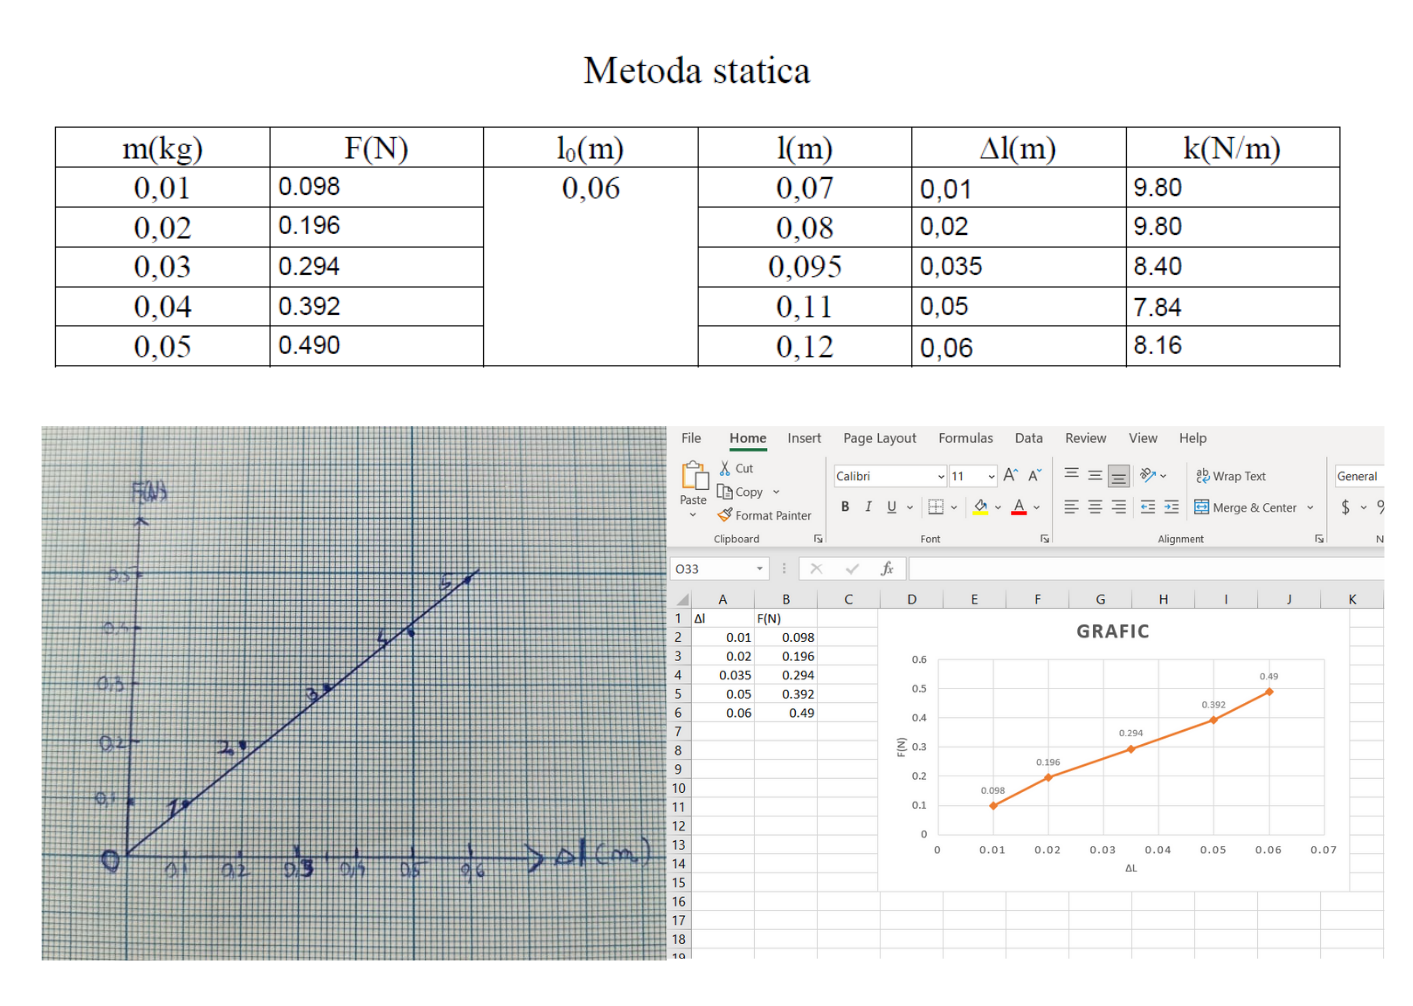 Metoda statica
m(kg) F(N) l₀(m) l(m) Δl(m) k(N/m)
0,01 0.098 0,06 0,07 0,01 9.80
0,02 0.196 0,08 0,02 9.80
0,03 0.294 0,095 0,035 8.40
0,04 0.392 0,11 0,05 7.84
0,05 0.490 0,12 0,06 8.16
F(N)
0,5
0,4
0,3
0,2
0,1
0
5
4
3
2
1
0,1 0,2 0,3 0,4 0,5 0,6 Δl(m)
File Home Insert Page Layout Formulas Data Review View Help
Paste
Cut
Copy
Format Painter
Clipboard
Calibri 11
B I U A
Font
Wrap Text
Merge & Center
Alignment
General
$ %
N
O33 fx
A B C D E F G H I J K
1 Δl F(N)
2 0.01 0.098
3 0.02 0.196
4 0.035 0.294
5 0.05 0.392
6 0.06 0.49
7
8
9
10
11
12
13
14
15
16
17
18
19
GRAFIC
F(N)
0.6
0.5
0.4
0.3
0.2
0.1
0
0.098
0.196
0.294
0.392
0.49
0 0.01 0.02 0.03 0.04 0.05 0.06 0.07
ΔL